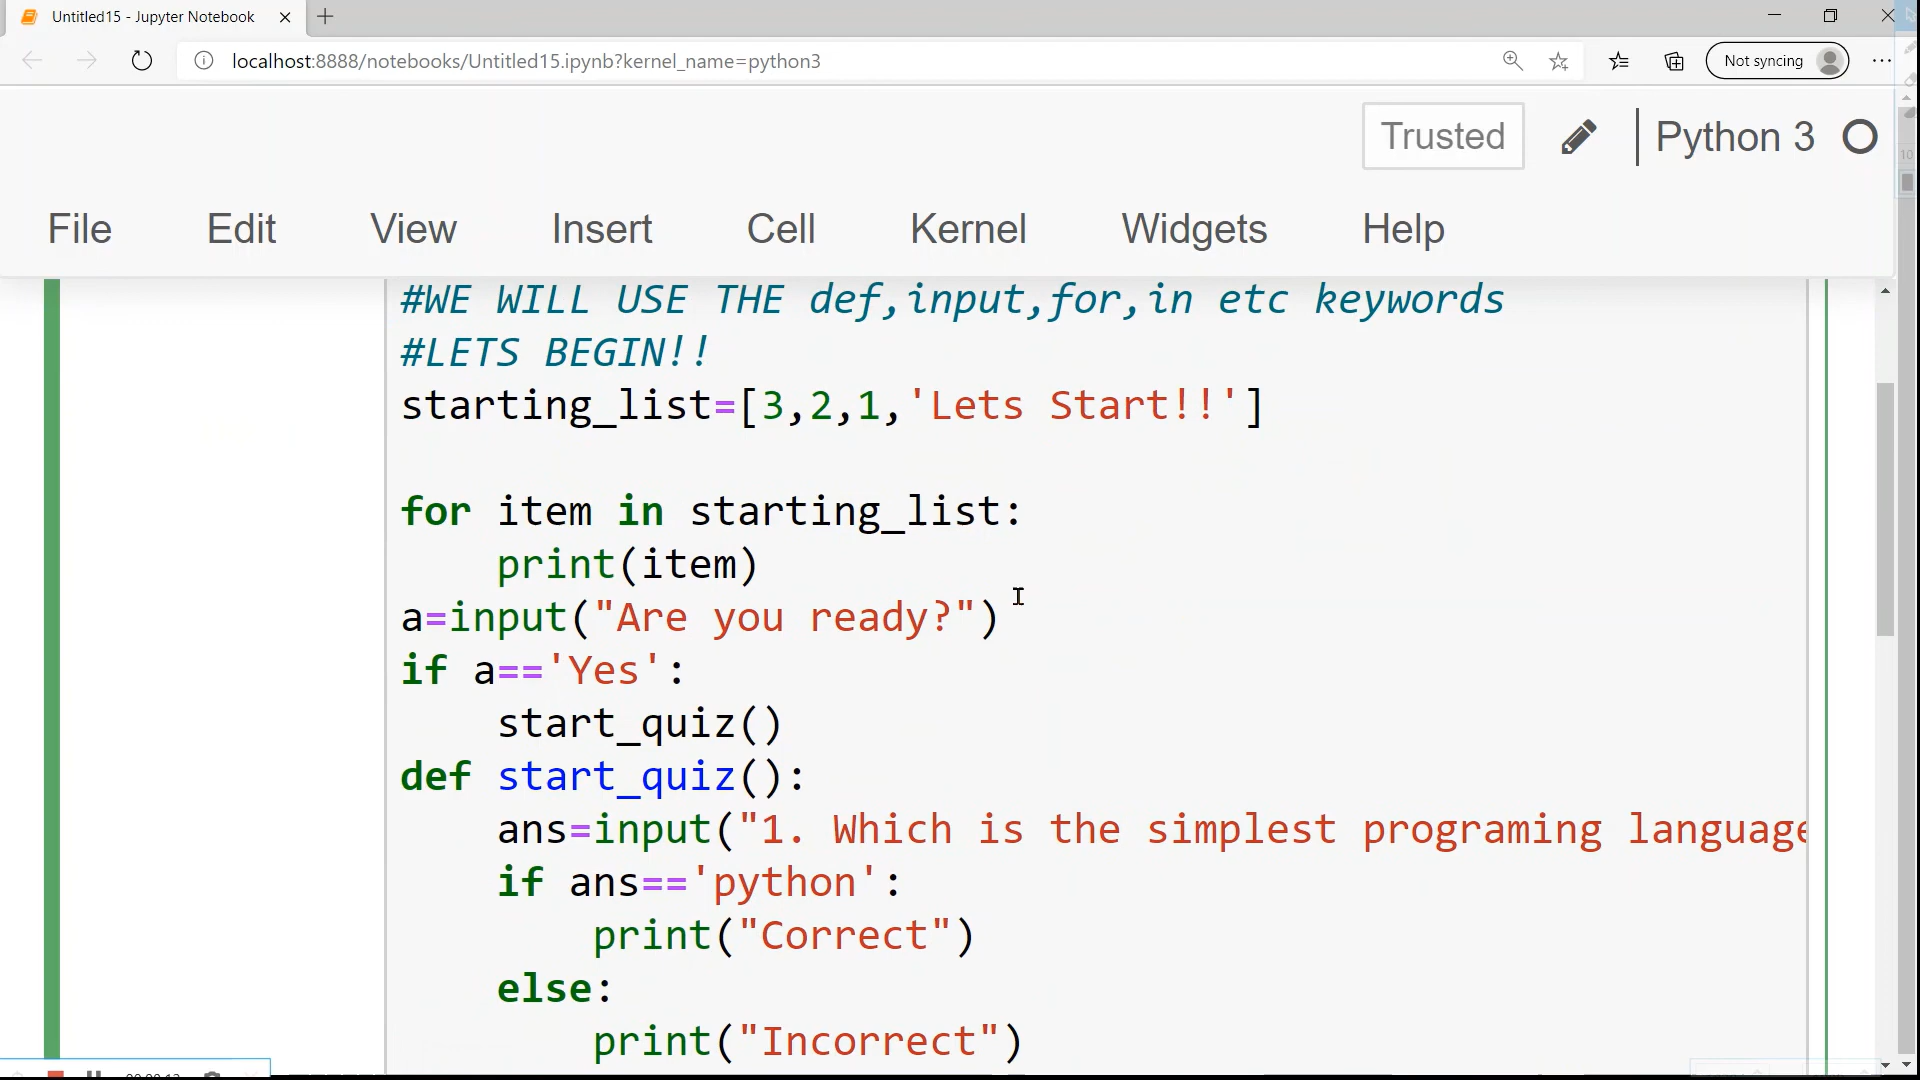 Untitled15 - Jupyter Notebook
localhost:8888/notebooks/Untitled15.ipynb?kernel_name=python3
Not syncing
Trusted
Python 3
File Edit View Insert Cell Kernel Widgets Help
#WE WILL USE THE def,input,for,in etc keywords
#LETS BEGIN!!
starting_list=[3,2,1,'Lets Start!!']
for item in starting_list:
    print(item)
a=input("Are you ready?")
if a=='Yes':
    start_quiz()
def start_quiz():
    ans=input("1. Which is the simplest programing language
    if ans=='python':
        print("Correct")
    else:
        print("Incorrect")
10